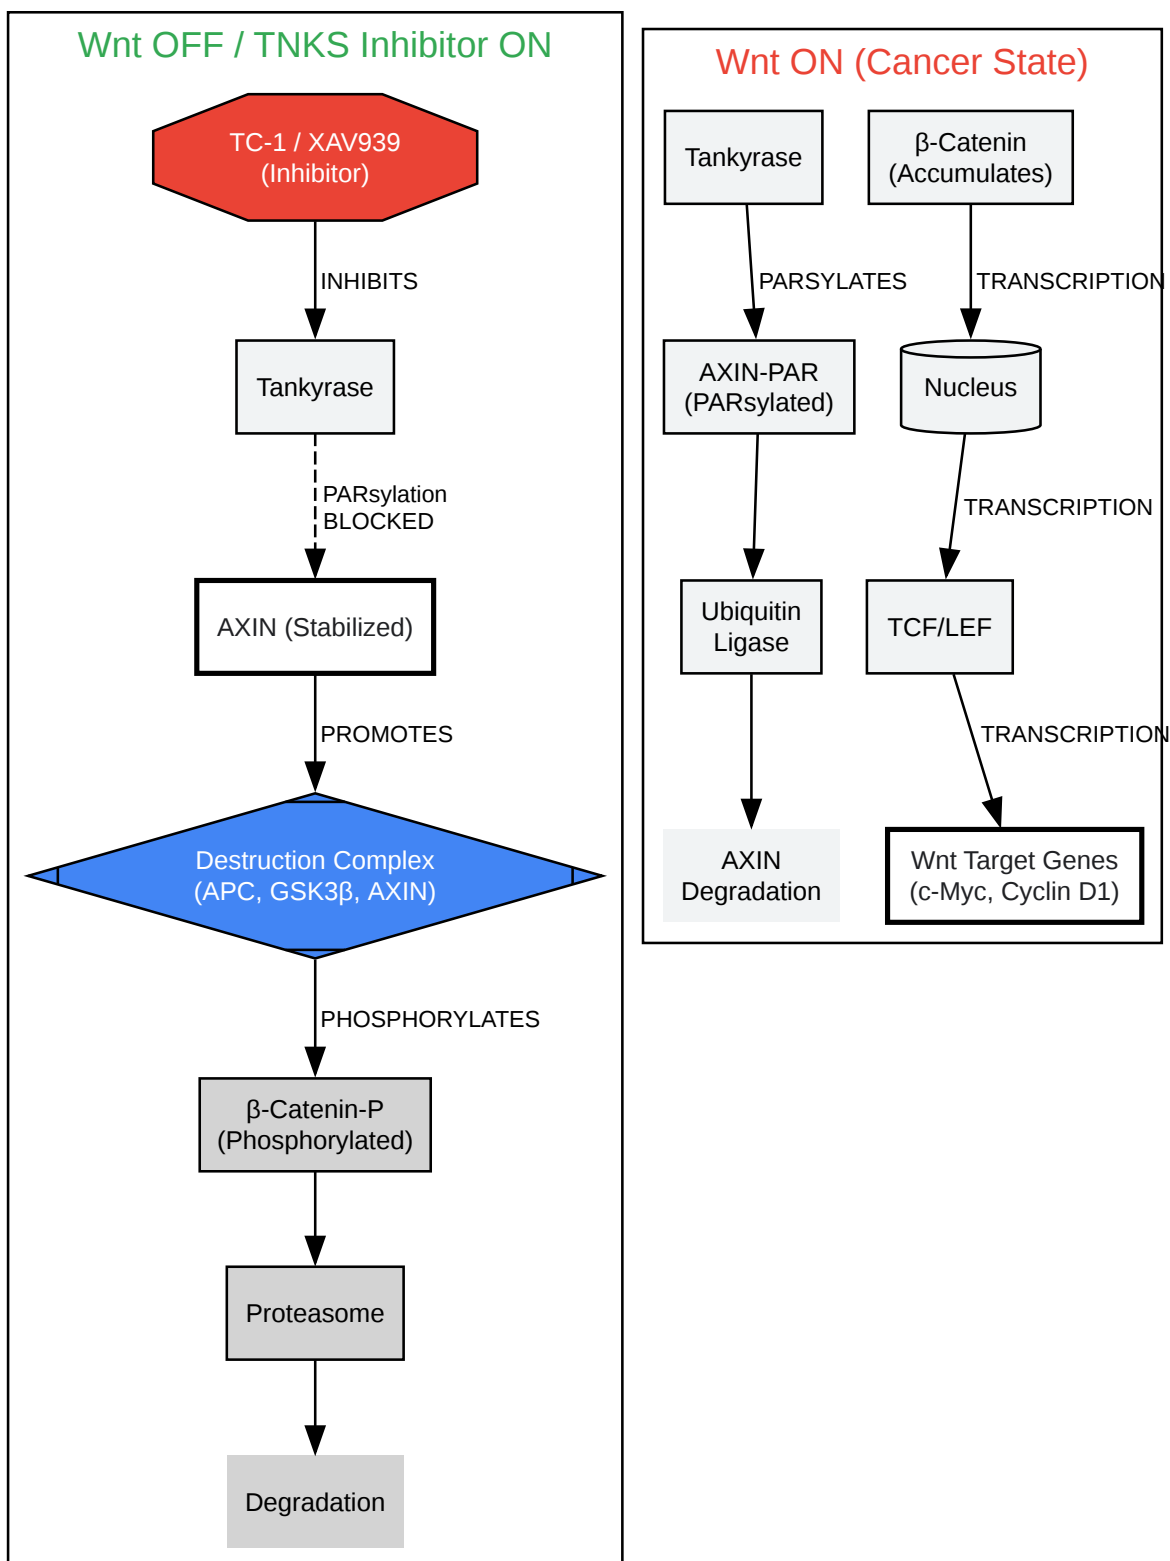 Wnt OFF / TNKS Inhibitor ON
TC-1 / XAV939
(Inhibitor)
INHIBITS
Tankyrase
PARsylation
BLOCKED
AXIN (Stabilized)
PROMOTES
Destruction Complex
(APC, GSK3β, AXIN)
PHOSPHORYLATES
β-Catenin-P
(Phosphorylated)
Proteasome
Degradation
Wnt ON (Cancer State)
Tankyrase
PARSYLATES
AXIN-PAR
(PARsylated)
Ubiquitin
Ligase
AXIN
Degradation
β-Catenin
(Accumulates)
TRANSCRIPTION
Nucleus
TRANSCRIPTION
TCF/LEF
TRANSCRIPTION
Wnt Target Genes
(c-Myc, Cyclin D1)